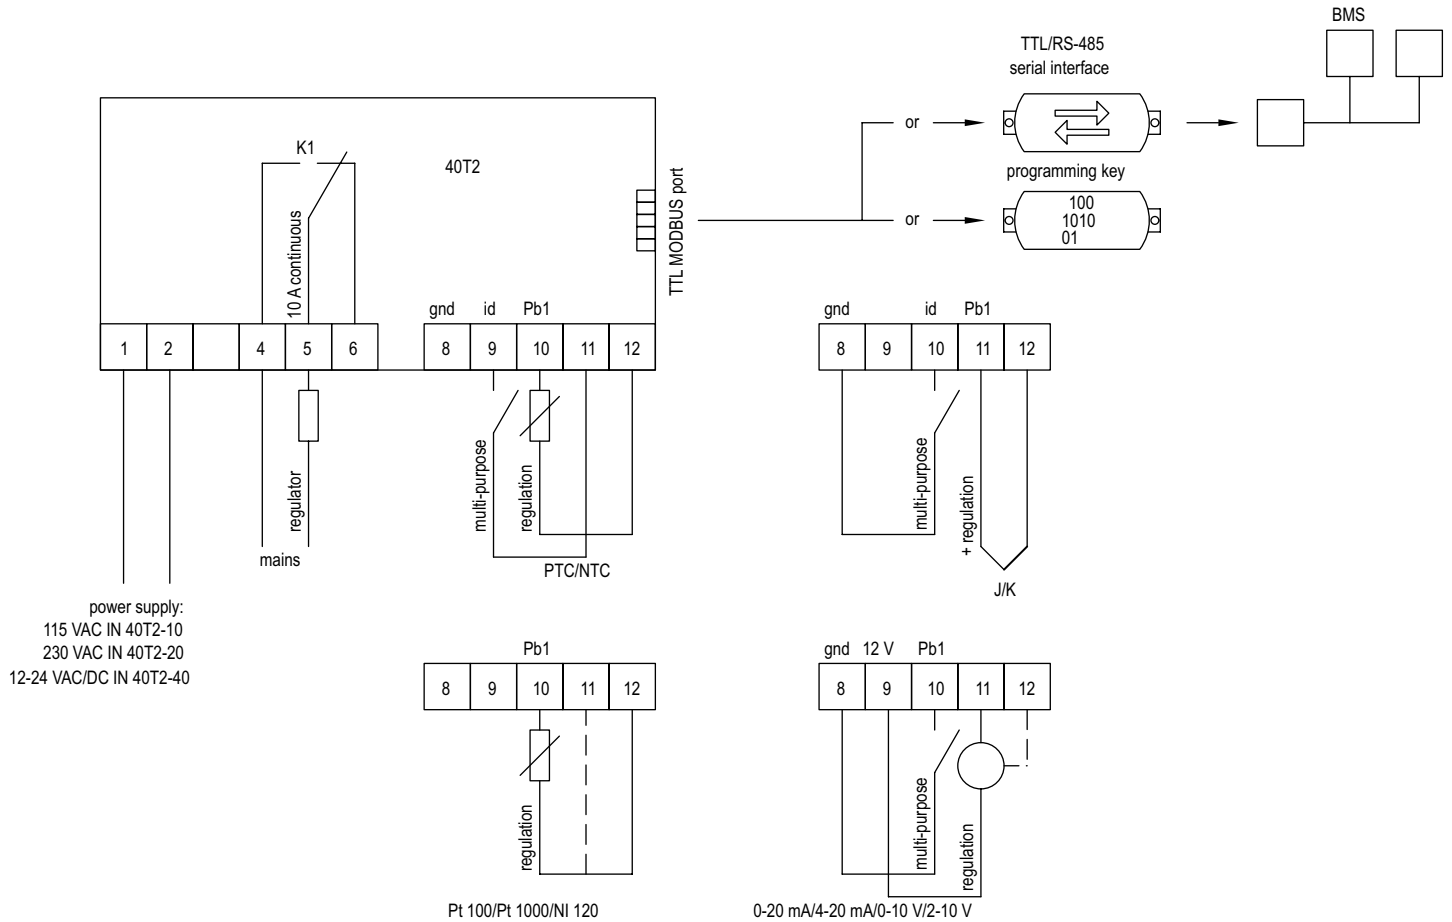 BMS
TTL/RS-485
serial interface
or
K1
40T2
programming key
10 A continuous
TTL MODBUS port
100
1010
01
or
gnd id Pb1
1 2 4 5 6 8 9 10 11 12
gnd id Pb1
8 9 10 11 12
regulator
mains
multi-purpose
regulation
PTC/NTC
multi-purpose
+ regulation
J/K
power supply:
115 VAC IN 40T2-10
230 VAC IN 40T2-20
12-24 VAC/DC IN 40T2-40
Pb1
8 9 10 11 12
regulation
Pt 100/Pt 1000/NI 120
gnd 12 V Pb1
8 9 10 11 12
multi-purpose
regulation
0-20 mA/4-20 mA/0-10 V/2-10 V